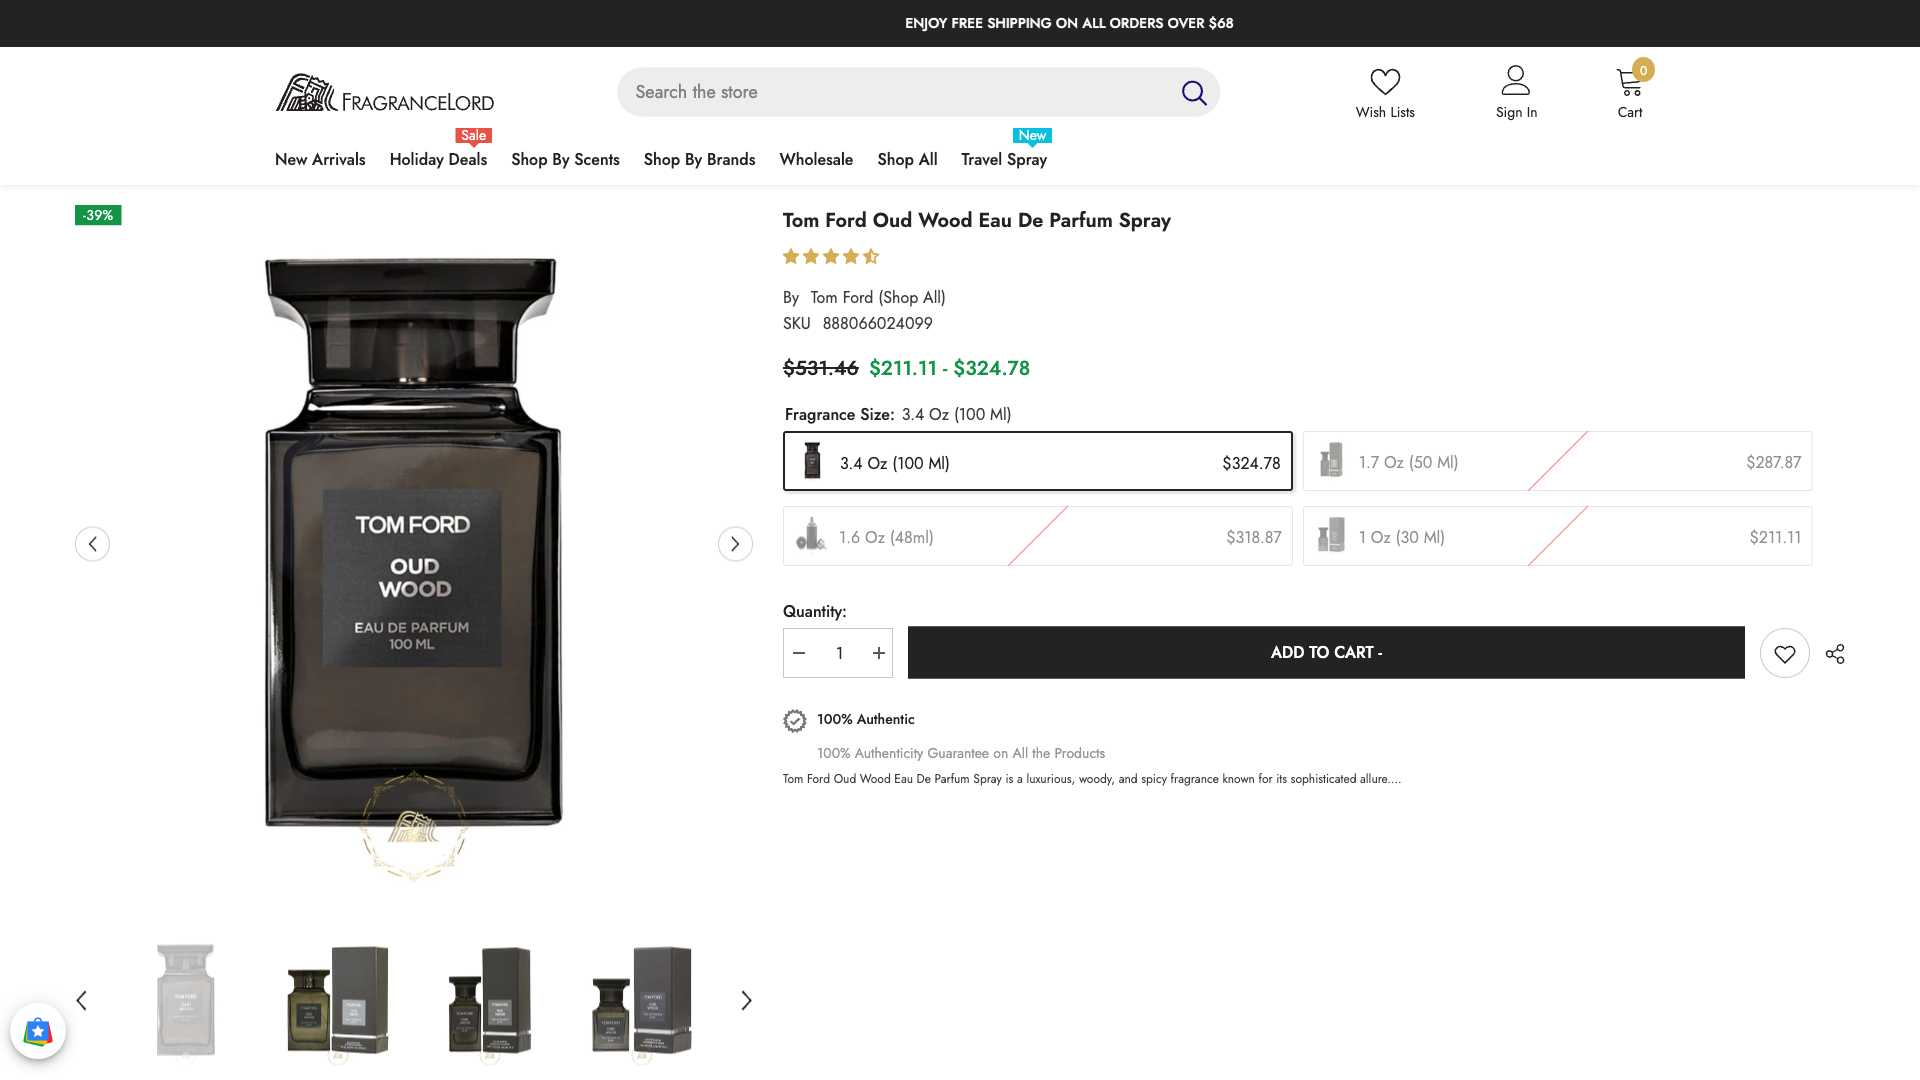 ENJOY FREE SHIPPING ON ALL ORDERS OVER $68
FRAGRANCELORD
Search the store
Wish Lists
Sign In
0
Cart
Sale
New
New Arrivals
Holiday Deals
Shop By Scents
Shop By Brands
Wholesale
Shop All
Travel Spray
-39%
TOM FORD
OUD
WOOD
EAU DE PARFUM
100 ML
Tom Ford Oud Wood Eau De Parfum Spray
By Tom Ford (Shop All)
SKU 888066024099
$531.46 $211.11 - $324.78
Fragrance Size: 3.4 Oz (100 Ml)
3.4 Oz (100 Ml) $324.78
1.7 Oz (50 Ml) $287.87
1.6 Oz (48ml) $318.87
1 Oz (30 Ml) $211.11
Quantity:
1
ADD TO CART -
100% Authentic
100% Authenticity Guarantee on All the Products
Tom Ford Oud Wood Eau De Parfum Spray is a luxurious, woody, and spicy fragrance known for its sophisticated allure....